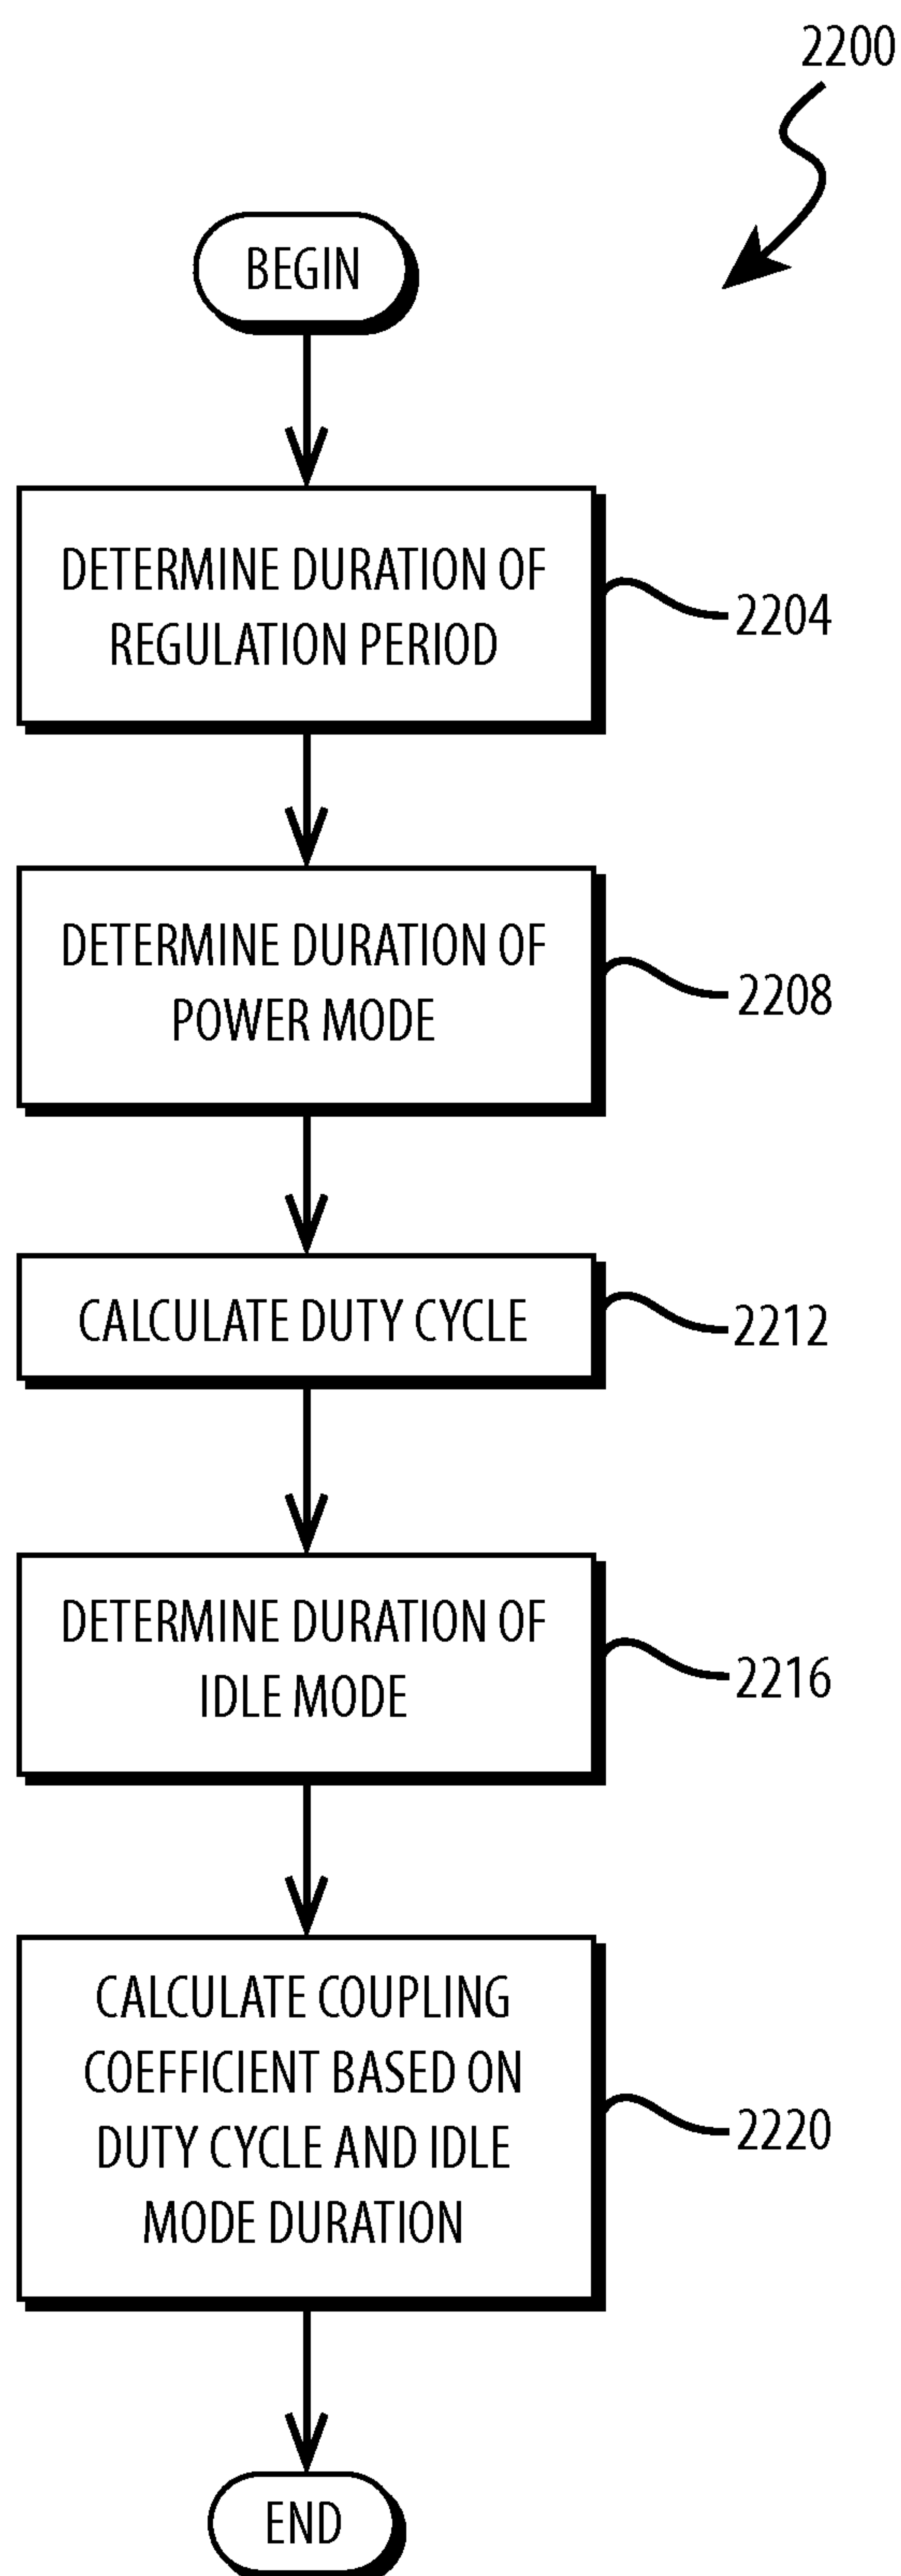 2200
BEGIN
DETERMINE DURATION OF
REGULATION PERIOD
2204
DETERMINE DURATION OF
POWER MODE
2208
CALCULATE DUTY CYCLE
2212
DETERMINE DURATION OF
IDLE MODE
2216
CALCULATE COUPLING
COEFFICIENT BASED ON
DUTY CYCLE AND IDLE
MODE DURATION
2220
END